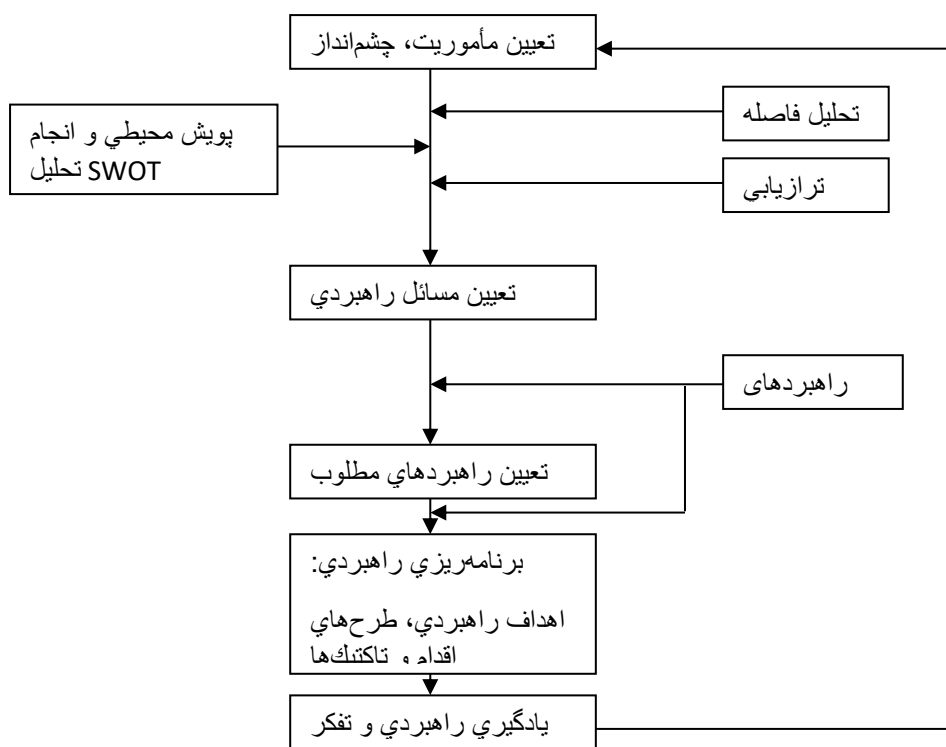 تعيين مأموريت، چشم‌انداز
تحليل فاصله
پويش محيطي و انجام
تحليل SWOT
ترازيابي
تعيين مسائل راهبردي
راهبردهای
تعيين راهبردهاي مطلوب
برنامه‌ريزي راهبردي:
اهداف راهبردي، طرح‌هاي
اقدام و تاكتيك‌ها
يادگيري راهبردي و تفكر